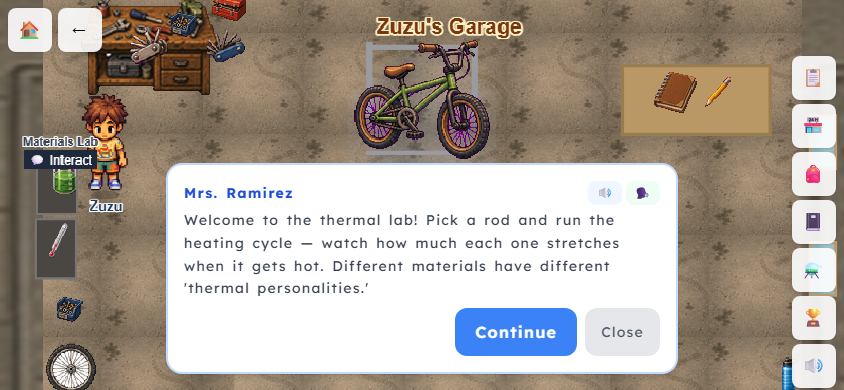 Zuzu's Garage
Materials Lab
Interact
Zuzu
Mrs. Ramirez
Welcome to the thermal lab! Pick a rod and run the
heating cycle — watch how much each one stretches
when it gets hot. Different materials have different
'thermal personalities.'
Continue
Close